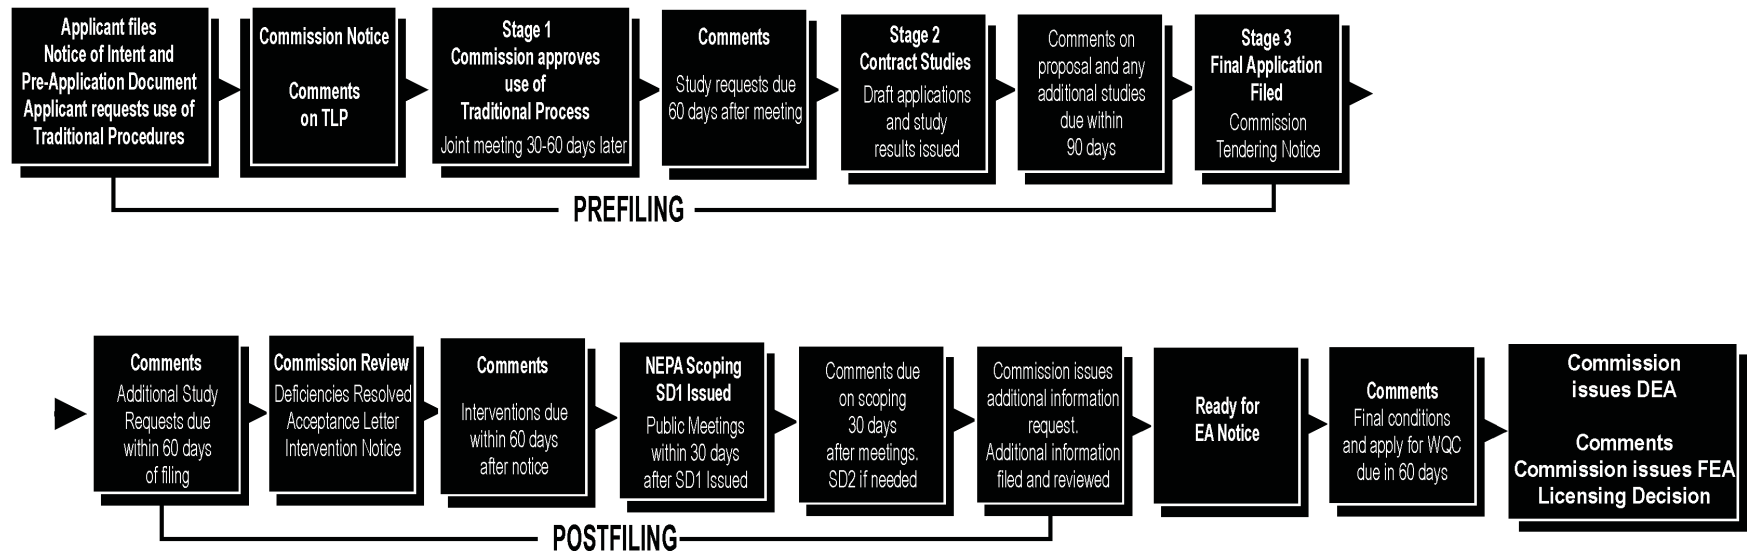 Applicant files
Notice of Intent and
Pre-Application Document
Applicant requests use of
Traditional Procedures
Commission Notice
Comments
on TLP
Stage 1
Commission approves
use of
Traditional Process
Joint meeting 30-60 days later
Comments
Study requests due
60 days after meeting
Stage 2
Contract Studies
Draft applications
and study
results issued
Comments on
proposal and any
additional studies
due within
90 days
Stage 3
Final Application
Filed
Commission
Tendering Notice
PREFILING
Comments
Additional Study
Requests due
within 60 days
of filing
Commission Review
Deficiencies Resolved
Acceptance Letter
Intervention Notice
Comments
Interventions due
within 60 days
after notice
NEPA Scoping
SD1 Issued
Public Meetings
within 30 days
after SD1 Issued
Comments due
on scoping
30 days
after meetings.
SD2 if needed
Commission issues
additional information
request.
Additional information
filed and reviewed
Ready for
EA Notice
Comments
Final conditions
and apply for WQC
due in 60 days
Commission
issues DEA
Comments
Commission issues FEA
Licensing Decision
POSTFILING